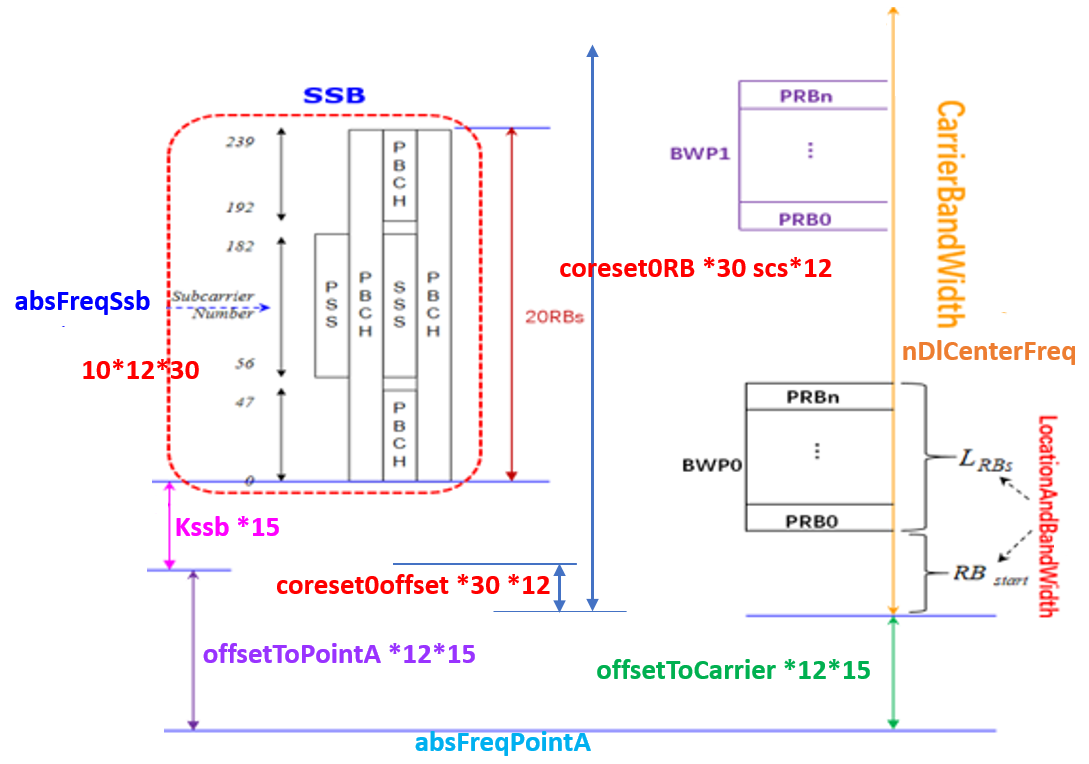 SSB
239
192
182
Subcarrier
Number
56
47
0
absFreqSsb
10*12*30
PBCH
PSS
PBCH
SSS
PBCH
PBCH
20RBs
Kssb *15
coreset0offset *30 *12
offsetToPointA *12*15
absFreqPointA
coreset0RB *30 scs*12
PRBn
⋮
BWP1
PRB0
CarrierBandWidth
nDlCenterFreq
PRBn
⋮
BWP0
PRB0
L RBs
RB start
LocationAndBandWidth
offsetToCarrier *12*15